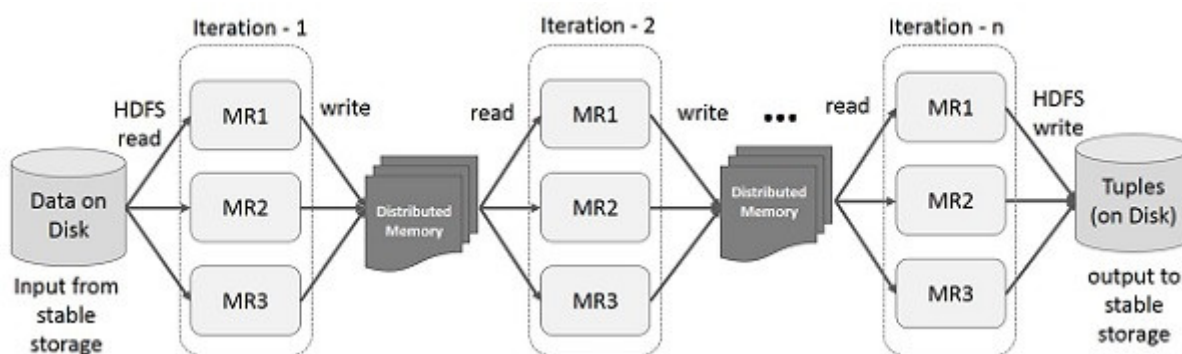 Iteration - 1
Iteration - 2
Iteration - n
HDFS
read
MR1
write
read
MR1
write
...
read
MR1
HDFS
write
Data on
Disk
MR2
Distributed
Memory
MR2
Distributed
Memory
MR2
Tuples
(on Disk)
Input from
stable
storage
MR3
MR3
MR3
output to
stable
storage